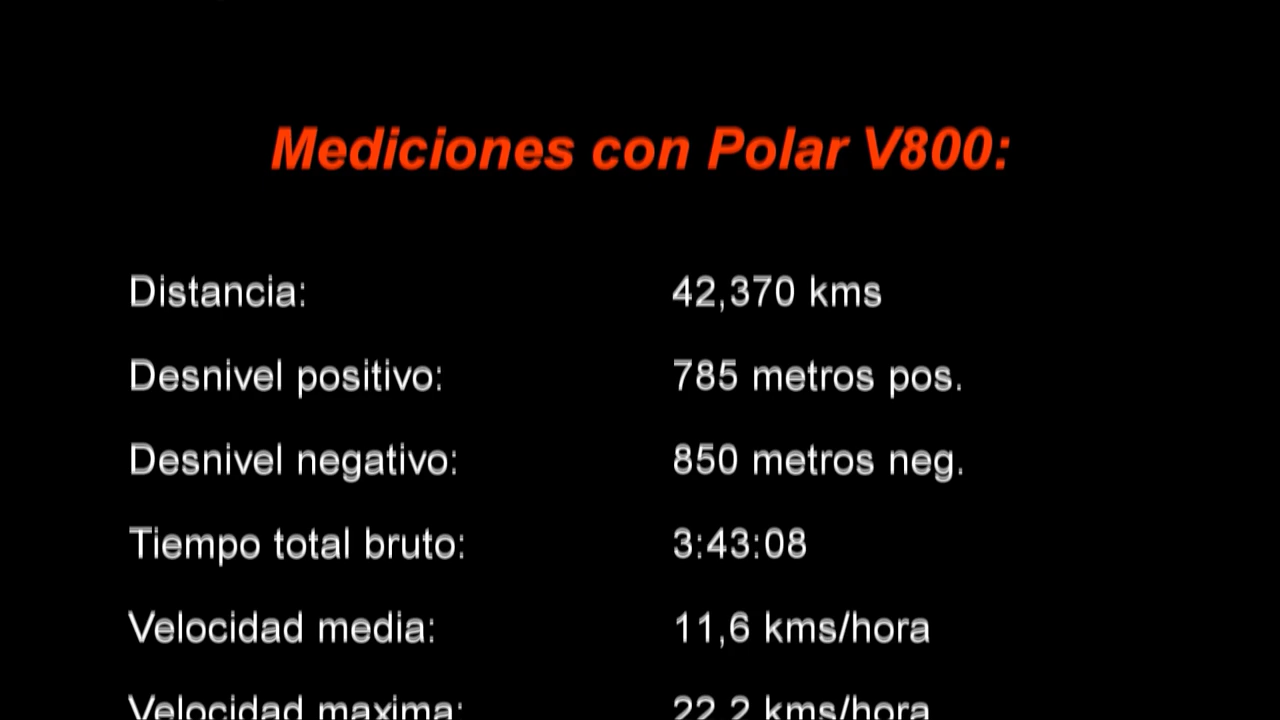 Mediciones con Polar V800:
Distancia: 42,370 kms
Desnivel positivo: 785 metros pos.
Desnivel negativo: 850 metros neg.
Tiempo total bruto: 3:43:08
Velocidad media: 11,6 kms/hora
Velocidad maxima: 22,2 kms/hora